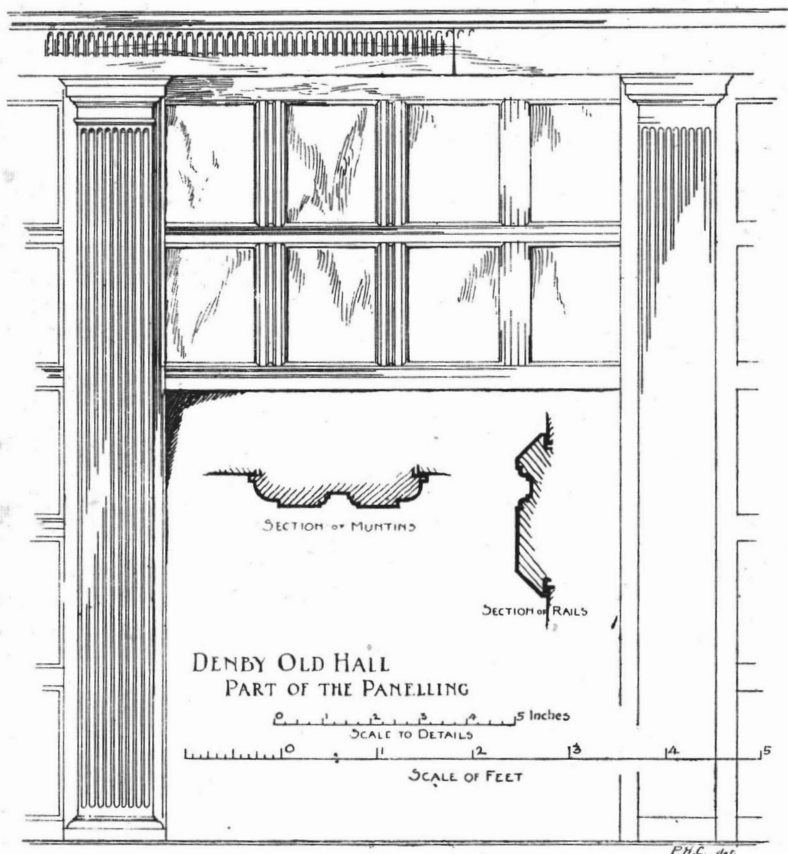 SECTION OF MUNTINS
SECTION OF RAILS
DENBY OLD HALL
PART OF THE PANELLING
0 1 2 3 4 5 Inches
SCALE TO DETAILS
0 1 2 3 4 5
SCALE OF FEET
P.H.C. del.